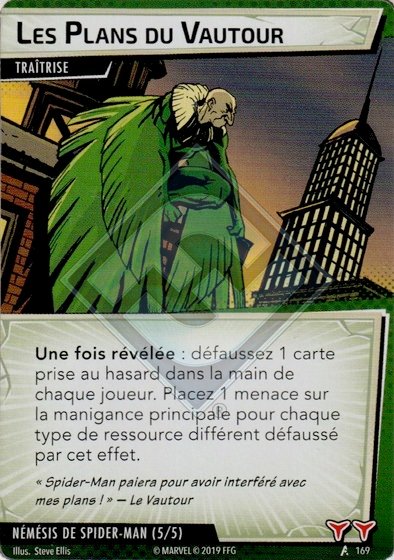 Les Plans du Vautour
TRAÎTRISE
Une fois révélée : défaussez 1 carte
prise au hasard dans la main de
chaque joueur. Placez 1 menace sur
la manigance principale pour chaque
type de ressource différent défaussé
par cet effet.
« Spider-Man paiera pour avoir interféré avec
mes plans ! » — Le Vautour
NÉMÉSIS DE SPIDER-MAN (5/5)
Illus. Steve Ellis © MARVEL © 2019 FFG 169